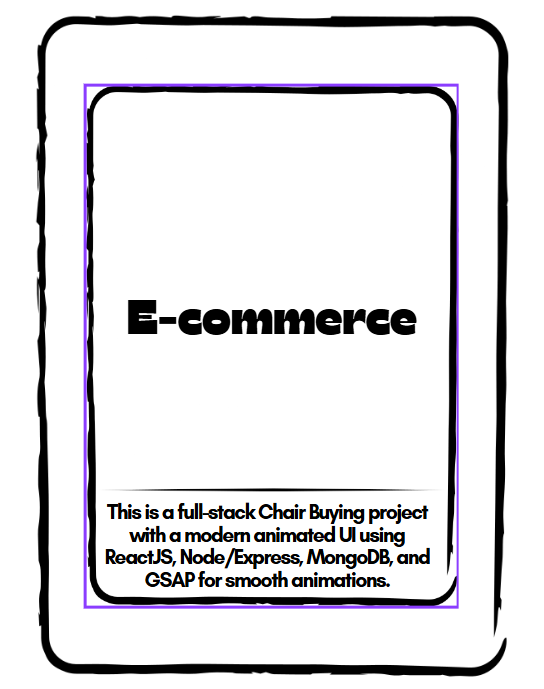 E-commerce
This is a full-stack Chair Buying project
with a modern animated UI using
ReactJS, Node/Express, MongoDB, and
GSAP for smooth animations.